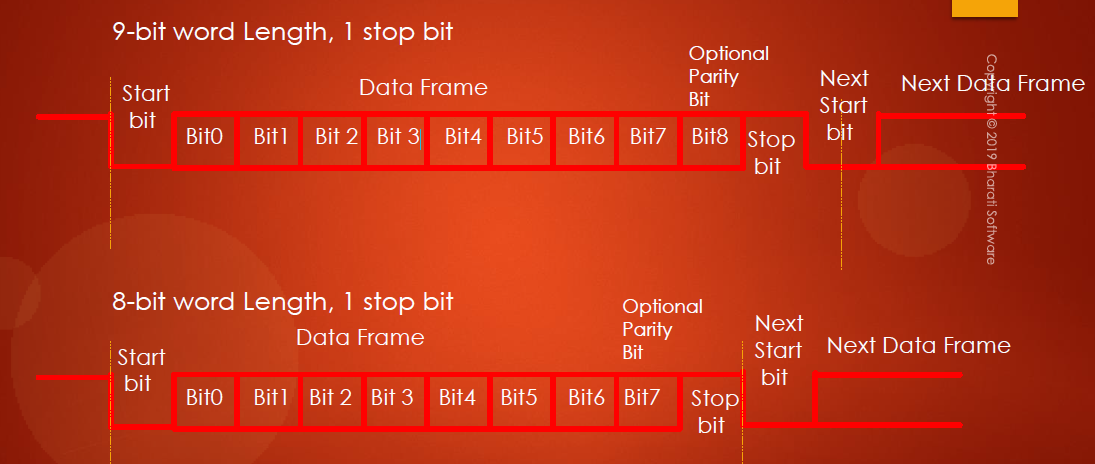 9-bit word Length, 1 stop bit
Optional
Parity
Bit
Data Frame
Start
bit
Next
Start
bit
Next Data Frame
Bit0 Bit1 Bit 2 Bit 3 Bit4 Bit5 Bit6 Bit7 Bit8
Stop
bit
Copyright © 2019 Bharati Software
8-bit word Length, 1 stop bit
Optional
Parity
Bit
Data Frame
Start
bit
Next
Start
bit
Next Data Frame
Bit0 Bit1 Bit 2 Bit 3 Bit4 Bit5 Bit6 Bit7
Stop
bit